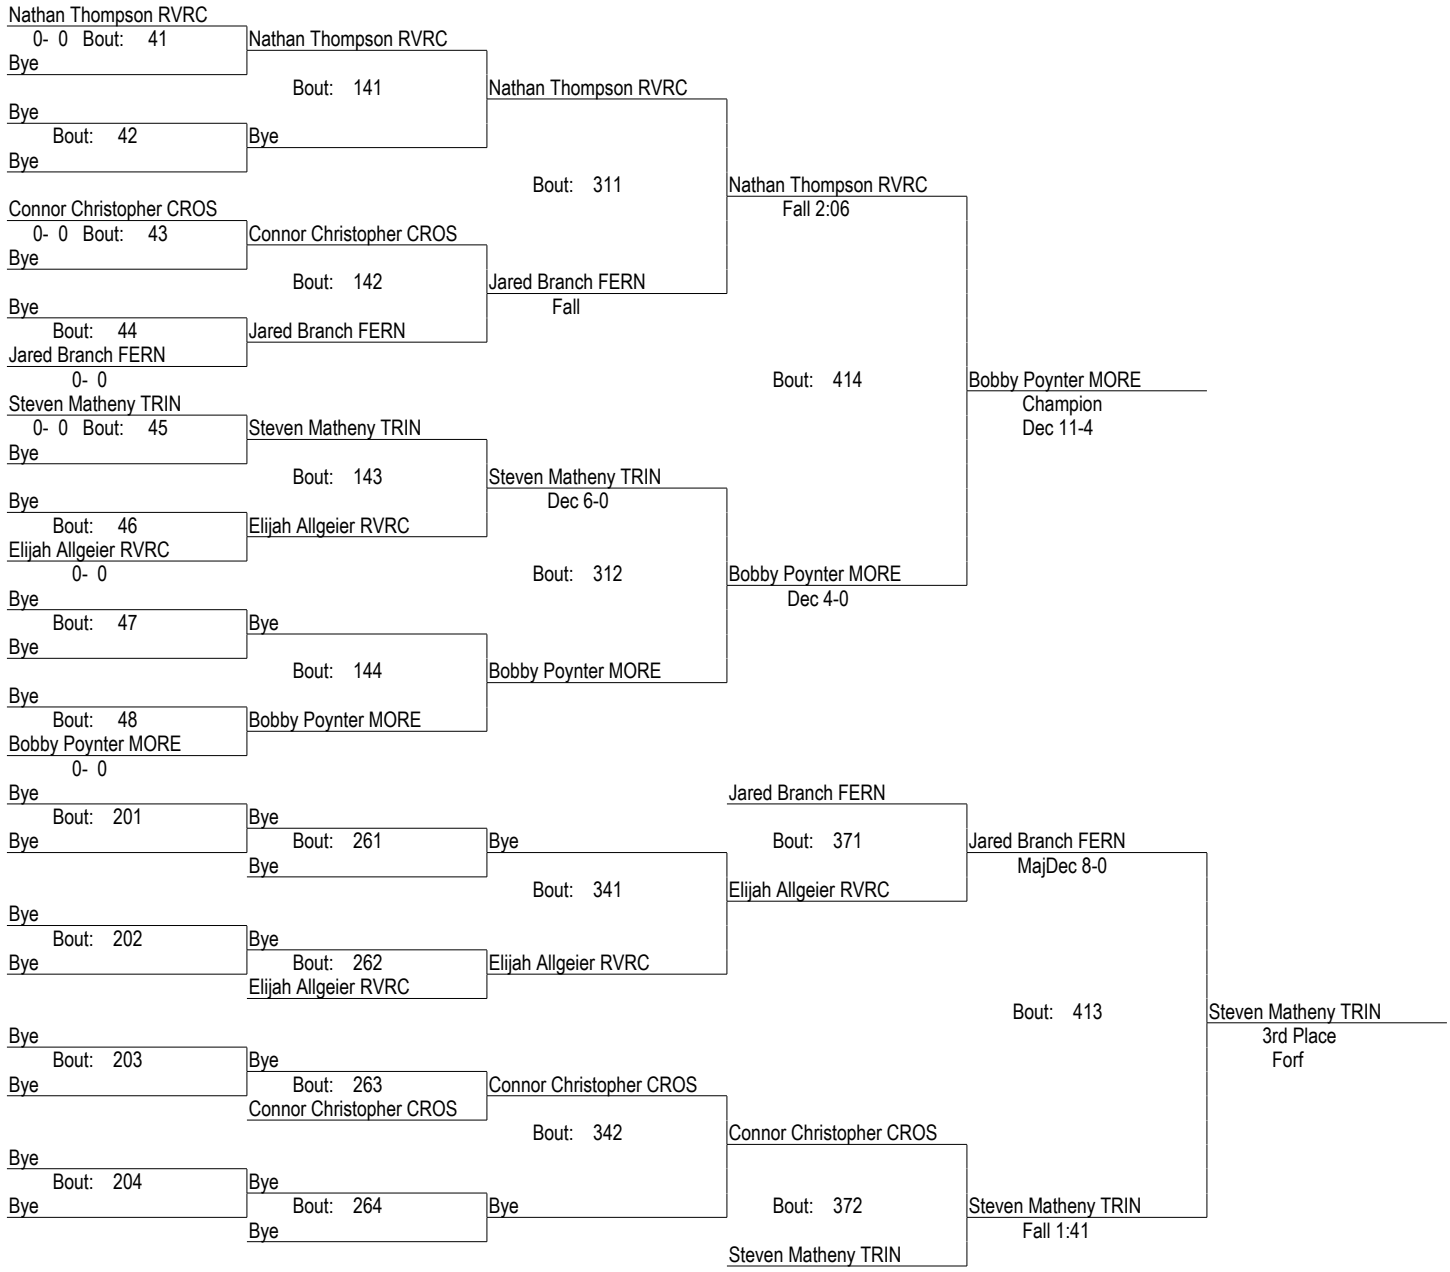 Nathan Thompson RVRC
0- 0 Bout: 41
Nathan Thompson RVRC
Bye
Bout: 141
Nathan Thompson RVRC
Bye
Bout: 42
Bye
Bye
Bout: 311
Nathan Thompson RVRC
Fall 2:06
Connor Christopher CROS
0- 0 Bout: 43
Connor Christopher CROS
Bye
Bout: 142
Jared Branch FERN
Fall
Bye
Bout: 44
Jared Branch FERN
Jared Branch FERN
0- 0
Bout: 414
Bobby Poynter MORE
Champion
Dec 11-4
Steven Matheny TRIN
0- 0 Bout: 45
Steven Matheny TRIN
Bye
Bout: 143
Steven Matheny TRIN
Dec 6-0
Bye
Bout: 46
Elijah Allgeier RVRC
Elijah Allgeier RVRC
0- 0
Bout: 312
Bobby Poynter MORE
Dec 4-0
Bye
Bout: 47
Bye
Bye
Bout: 144
Bobby Poynter MORE
Bye
Bout: 48
Bobby Poynter MORE
Bobby Poynter MORE
0- 0
Bye
Bout: 201
Bye
Bye
Bout: 261
Bye
Bye
Jared Branch FERN
Bout: 371
Jared Branch FERN
MajDec 8-0
Bout: 341
Elijah Allgeier RVRC
Bye
Bout: 202
Bye
Bye
Bout: 262
Elijah Allgeier RVRC
Elijah Allgeier RVRC
Bout: 413
Steven Matheny TRIN
3rd Place
Forf
Bye
Bout: 203
Bye
Bye
Bout: 263
Connor Christopher CROS
Connor Christopher CROS
Bout: 342
Connor Christopher CROS
Bye
Bout: 204
Bye
Bye
Bout: 264
Bye
Bye
Bout: 372
Steven Matheny TRIN
Fall 1:41
Steven Matheny TRIN